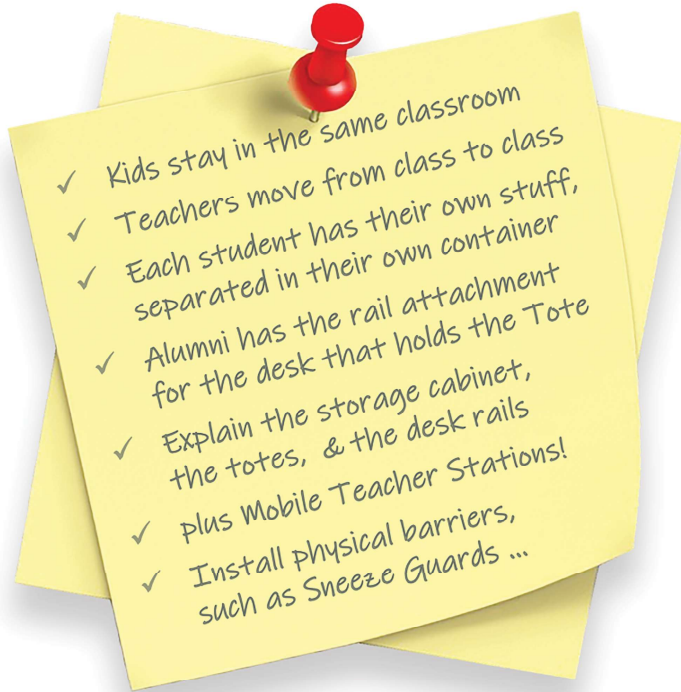 ✓ Kids stay in the same classroom
✓ Teachers move from class to class
✓ Each student has their own stuff,
separated in their own container
✓ Alumni has the rail attachment
for the desk that holds the Tote
✓ Explain the storage cabinet,
the totes, & the desk rails
✓ plus Mobile Teacher Stations!
✓ Install physical barriers,
such as Sneeze Guards ...